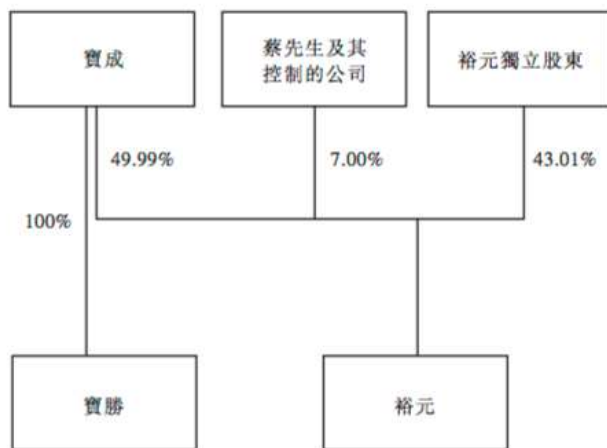 寶成
蔡先生及其
控制的公司
裕元獨立股東
49.99%
7.00%
43.01%
100%
寶勝
裕元